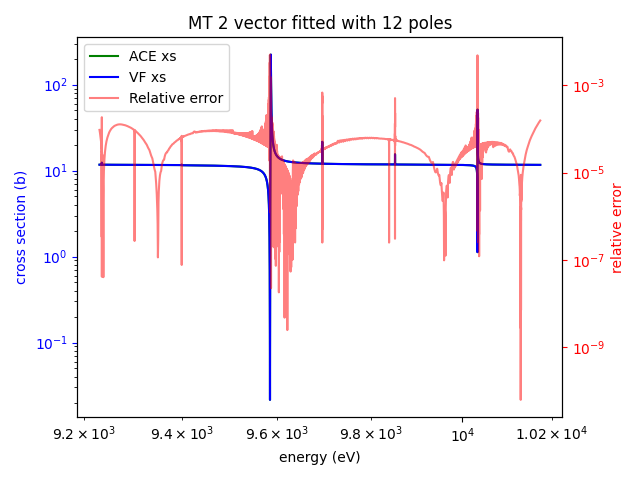 MT 2 vector fitted with 12 poles
ACE xs
VF xs
Relative error
cross section (b)
10²
10¹
10⁰
10⁻¹
relative error
10⁻³
10⁻⁵
10⁻⁷
10⁻⁹
9.2 × 10³
9.4 × 10³
9.6 × 10³
9.8 × 10³
10⁴
1.02 × 10⁴
energy (eV)